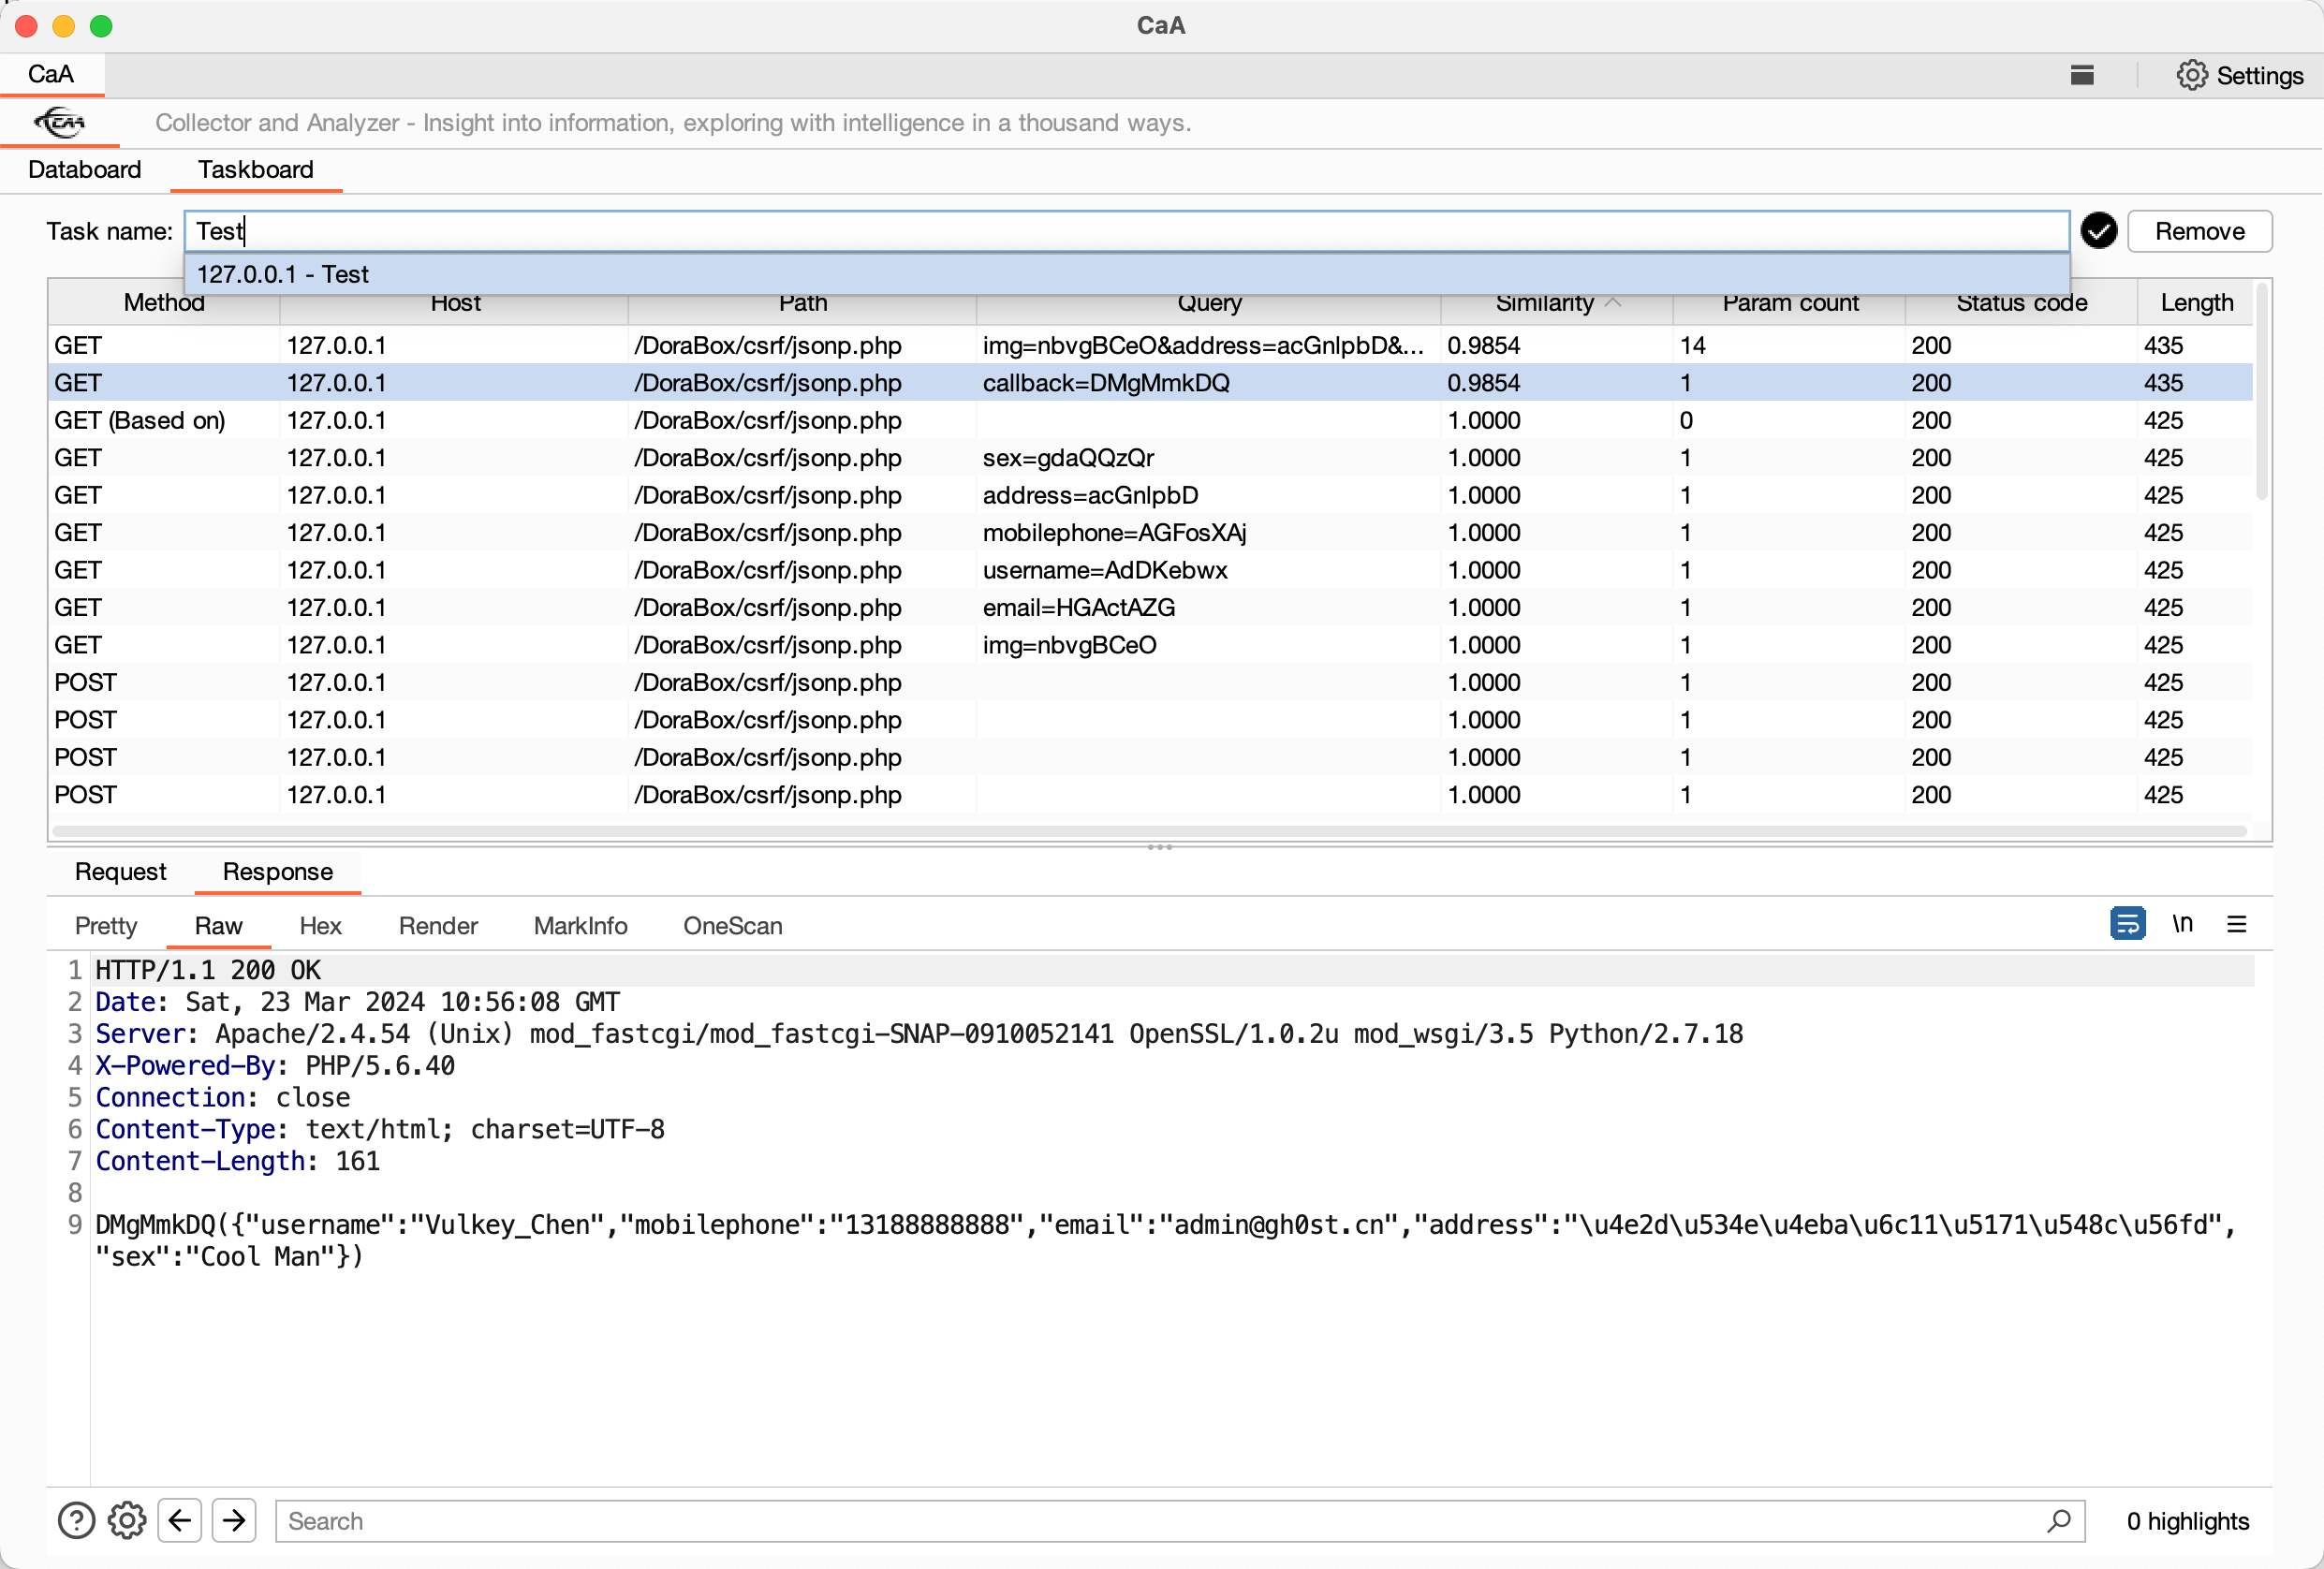 CaA
CaA
Settings
CAA
Collector and Analyzer - Insight into information, exploring with intelligence in a thousand ways.
Databoard Taskboard
Task name: Test Remove
127.0.0.1 - Test
Method Host Path Query Similarity Param count Status code Length
GET 127.0.0.1 /DoraBox/csrf/jsonp.php img=nbvgBCeO&address=acGnlpbD&... 0.9854 14 200 435
GET 127.0.0.1 /DoraBox/csrf/jsonp.php callback=DMgMmkDQ 0.9854 1 200 435
GET (Based on) 127.0.0.1 /DoraBox/csrf/jsonp.php 1.0000 0 200 425
GET 127.0.0.1 /DoraBox/csrf/jsonp.php sex=gdaQQzQr 1.0000 1 200 425
GET 127.0.0.1 /DoraBox/csrf/jsonp.php address=acGnlpbD 1.0000 1 200 425
GET 127.0.0.1 /DoraBox/csrf/jsonp.php mobilephone=AGFosXAj 1.0000 1 200 425
GET 127.0.0.1 /DoraBox/csrf/jsonp.php username=AdDKebwx 1.0000 1 200 425
GET 127.0.0.1 /DoraBox/csrf/jsonp.php email=HGActAZG 1.0000 1 200 425
GET 127.0.0.1 /DoraBox/csrf/jsonp.php img=nbvgBCeO 1.0000 1 200 425
POST 127.0.0.1 /DoraBox/csrf/jsonp.php 1.0000 1 200 425
POST 127.0.0.1 /DoraBox/csrf/jsonp.php 1.0000 1 200 425
POST 127.0.0.1 /DoraBox/csrf/jsonp.php 1.0000 1 200 425
POST 127.0.0.1 /DoraBox/csrf/jsonp.php 1.0000 1 200 425
Request Response
Pretty Raw Hex Render MarkInfo OneScan \n
1 HTTP/1.1 200 OK
2 Date: Sat, 23 Mar 2024 10:56:08 GMT
3 Server: Apache/2.4.54 (Unix) mod_fastcgi/mod_fastcgi-SNAP-0910052141 OpenSSL/1.0.2u mod_wsgi/3.5 Python/2.7.18
4 X-Powered-By: PHP/5.6.40
5 Connection: close
6 Content-Type: text/html; charset=UTF-8
7 Content-Length: 161
8
9 DMgMmkDQ({"username":"Vulkey_Chen","mobilephone":"13188888888","email":"admin@gh0st.cn","address":"\u4e2d\u534e\u4eba\u6c11\u5171\u548c\u56fd",
"sex":"Cool Man"})
Search 0 highlights